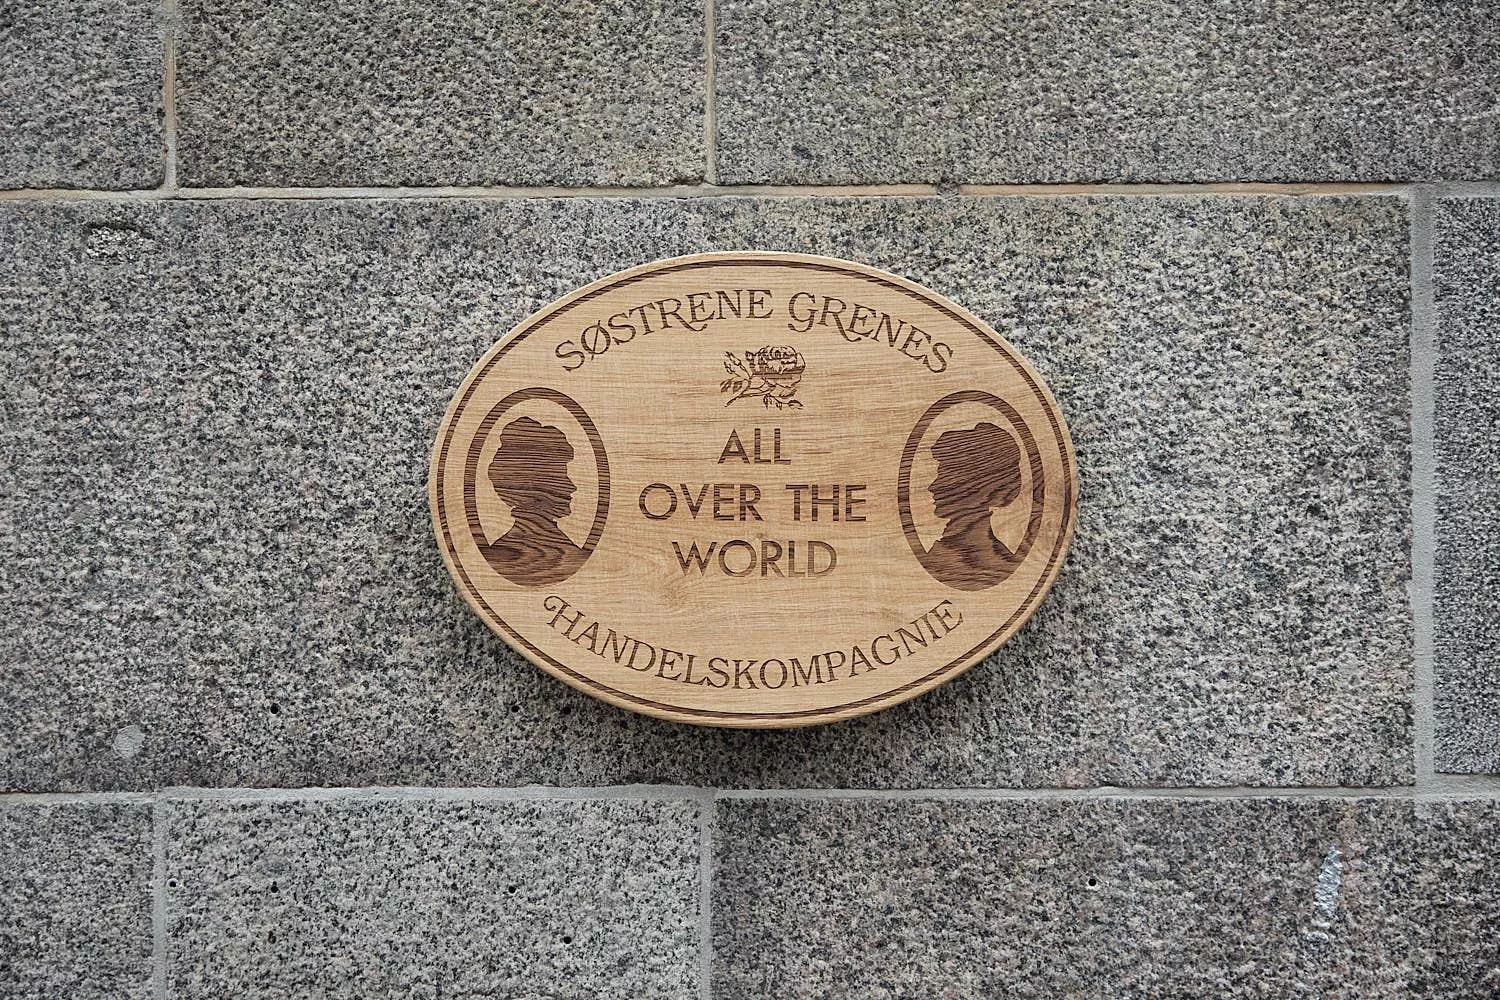 SØSTRENE GRENES
ALL
OVER THE
WORLD
HANDELSKOMPAGNIE